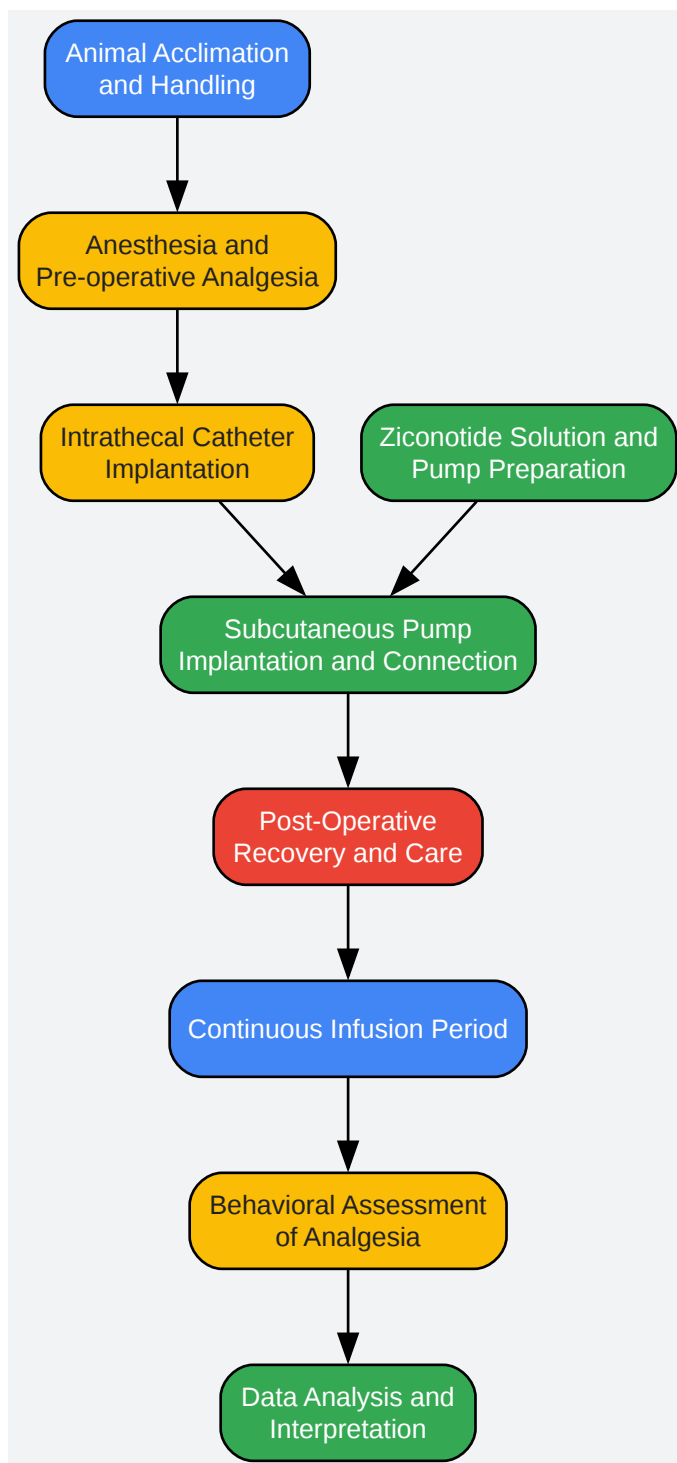 Animal Acclimation
and Handling
Anesthesia and
Pre-operative Analgesia
Intrathecal Catheter
Implantation
Ziconotide Solution and
Pump Preparation
Subcutaneous Pump
Implantation and Connection
Post-Operative
Recovery and Care
Continuous Infusion Period
Behavioral Assessment
of Analgesia
Data Analysis and
Interpretation